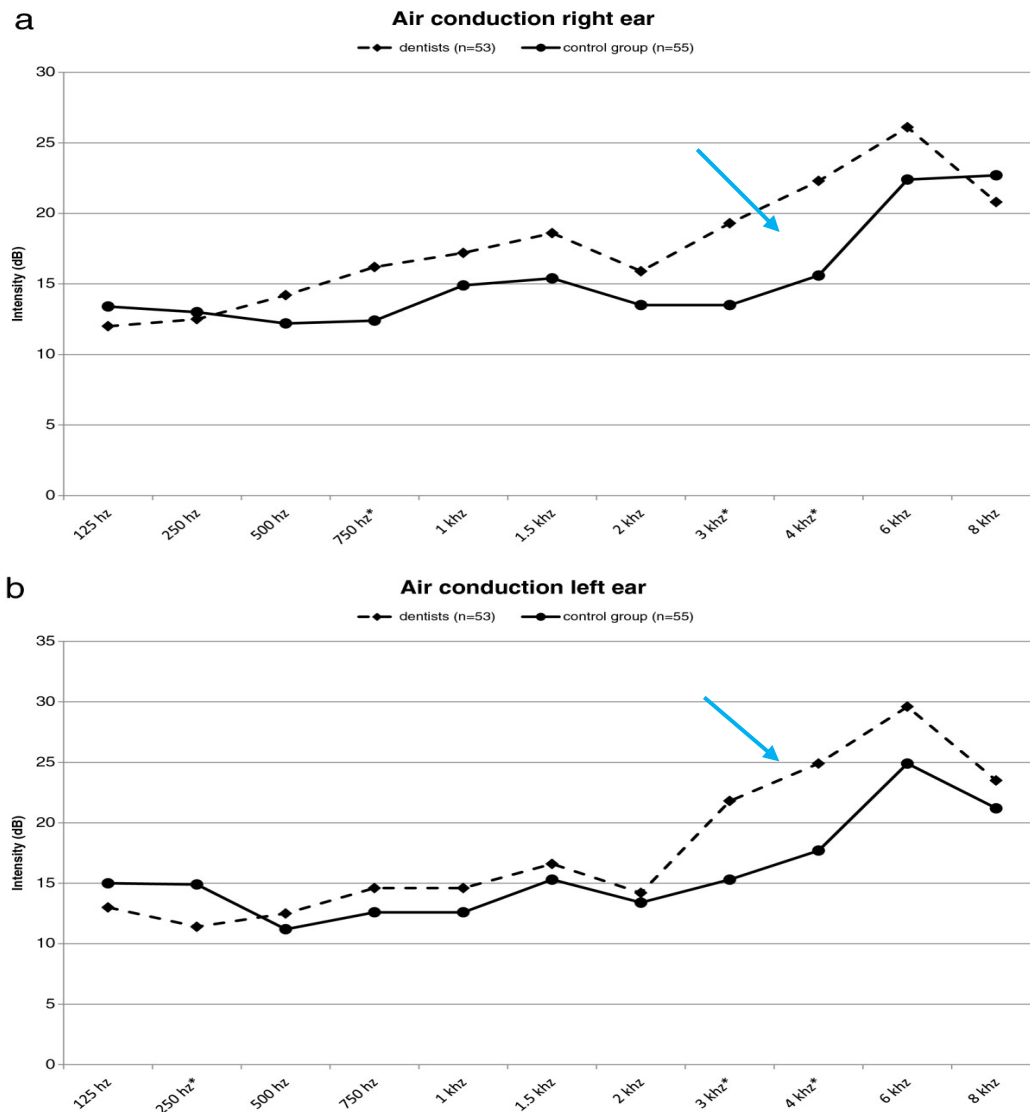 a
Air conduction right ear
dentists (n=53) control group (n=55)
30
25
20
15
10
5
0
Intensity (dB)
125 hz 250 hz 500 hz 750 hz* 1 khz 1.5 khz 2 khz 3 khz* 4 khz* 6 khz 8 khz
b
Air conduction left ear
dentists (n=53) control group (n=55)
35
30
25
20
15
10
5
0
Intensity (dB)
125 hz 250 khz* 500 hz 750 hz 1 khz 1.5 khz 2 khz 3 khz* 4 khz* 6 khz 8 khz